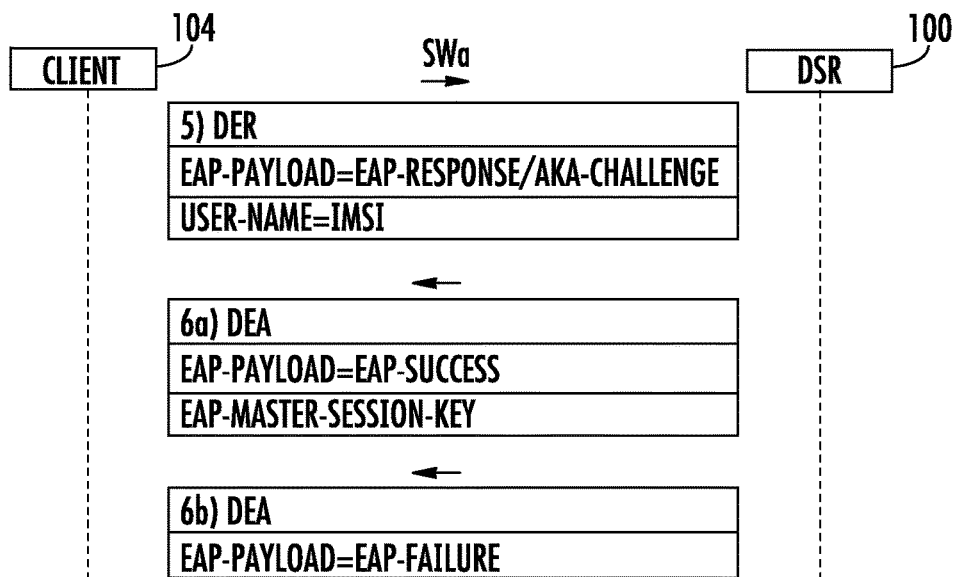 104
100
CLIENT
SWa
DSR
5) DER
EAP-PAYLOAD=EAP-RESPONSE/AKA-CHALLENGE
USER-NAME=IMSI
6a) DEA
EAP-PAYLOAD=EAP-SUCCESS
EAP-MASTER-SESSION-KEY
6b) DEA
EAP-PAYLOAD=EAP-FAILURE